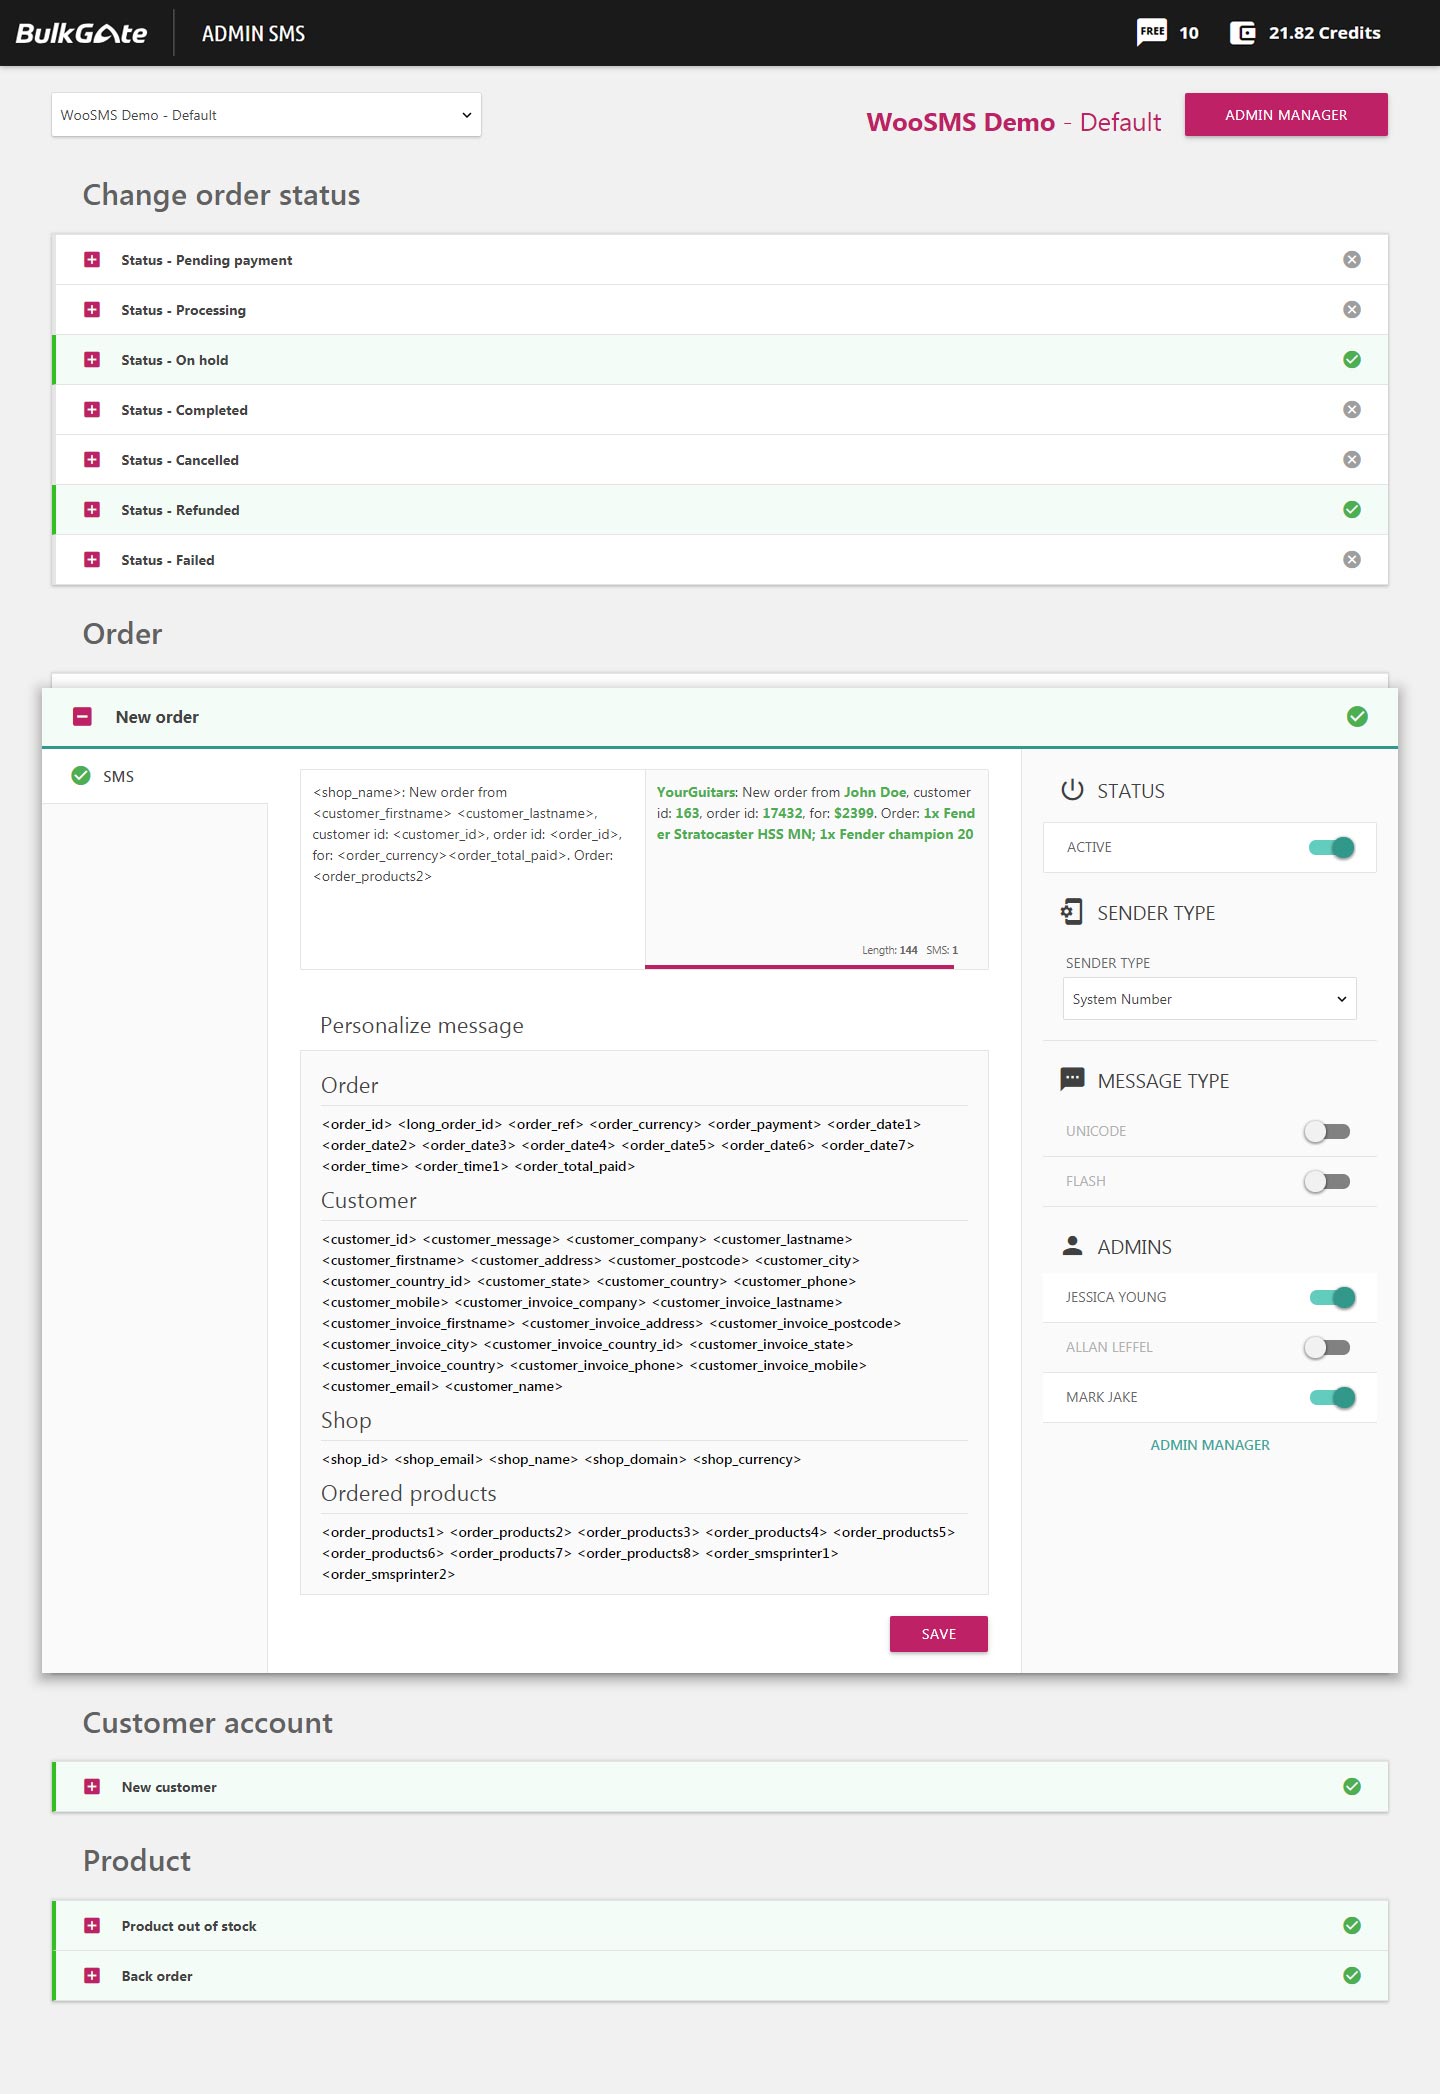 BulkGate
ADMIN SMS
FREE
10
21.82 Credits
WooSMS Demo - Default
WooSMS Demo - Default
ADMIN MANAGER
Change order status
Status - Pending payment
Status - Processing
Status - On hold
Status - Completed
Status - Cancelled
Status - Refunded
Status - Failed
Order
New order
SMS
<shop_name>: New order from
<customer_firstname> <customer_lastname>,
customer id: <customer_id>, order id: <order_id>,
for: <order_currency><order_total_paid>. Order:
<order_products2>
YourGuitars: New order from John Doe, customer
id: 163, order id: 17432, for: $2399. Order: 1x Fend
er Stratocaster HSS MN; 1x Fender champion 20
Length: 144 SMS: 1
Personalize message
Order
<order_id> <long_order_id> <order_ref> <order_currency> <order_payment> <order_date1>
<order_date2> <order_date3> <order_date4> <order_date5> <order_date6> <order_date7>
<order_time> <order_time1> <order_total_paid>
Customer
<customer_id> <customer_message> <customer_company> <customer_lastname>
<customer_firstname> <customer_address> <customer_postcode> <customer_city>
<customer_country_id> <customer_state> <customer_country> <customer_phone>
<customer_mobile> <customer_invoice_company> <customer_invoice_lastname>
<customer_invoice_firstname> <customer_invoice_address> <customer_invoice_postcode>
<customer_invoice_city> <customer_invoice_country_id> <customer_invoice_state>
<customer_invoice_country> <customer_invoice_phone> <customer_invoice_mobile>
<customer_email> <customer_name>
Shop
<shop_id> <shop_email> <shop_name> <shop_domain> <shop_currency>
Ordered products
<order_products1> <order_products2> <order_products3> <order_products4> <order_products5>
<order_products6> <order_products7> <order_products8> <order_smsprinter1>
<order_smsprinter2>
SAVE
STATUS
ACTIVE
SENDER TYPE
SENDER TYPE
System Number
MESSAGE TYPE
UNICODE
FLASH
ADMINS
JESSICA YOUNG
ALLAN LEFFEL
MARK JAKE
ADMIN MANAGER
Customer account
New customer
Product
Product out of stock
Back order